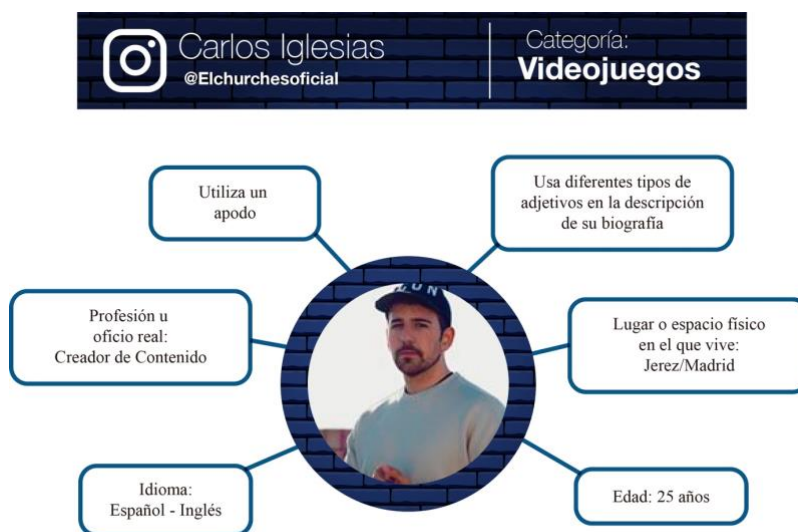 Carlos Iglesias
@Elchurchesoficial
Categoría:
Videojuegos
Utiliza un
apodo
Usa diferentes tipos de
adjetivos en la descripción
de su biografía
Profesión u
oficio real:
Creador de Contenido
Lugar o espacio físico
en el que vive:
Jerez/Madrid
Idioma:
Español - Inglés
Edad: 25 años